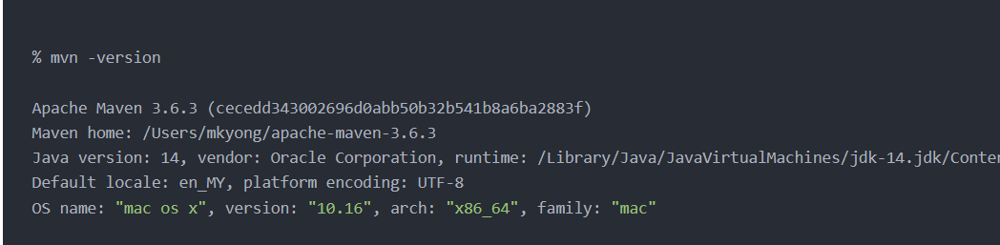 % mvn -version
Apache Maven 3.6.3 (cecedd343002696d0abb50b32b541b8a6ba2883f)
Maven home: /Users/mkyong/apache-maven-3.6.3
Java version: 14, vendor: Oracle Corporation, runtime: /Library/Java/JavaVirtualMachines/jdk-14.jdk/Conte
Default locale: en_MY, platform encoding: UTF-8
OS name: "mac os x", version: "10.16", arch: "x86_64", family: "mac"